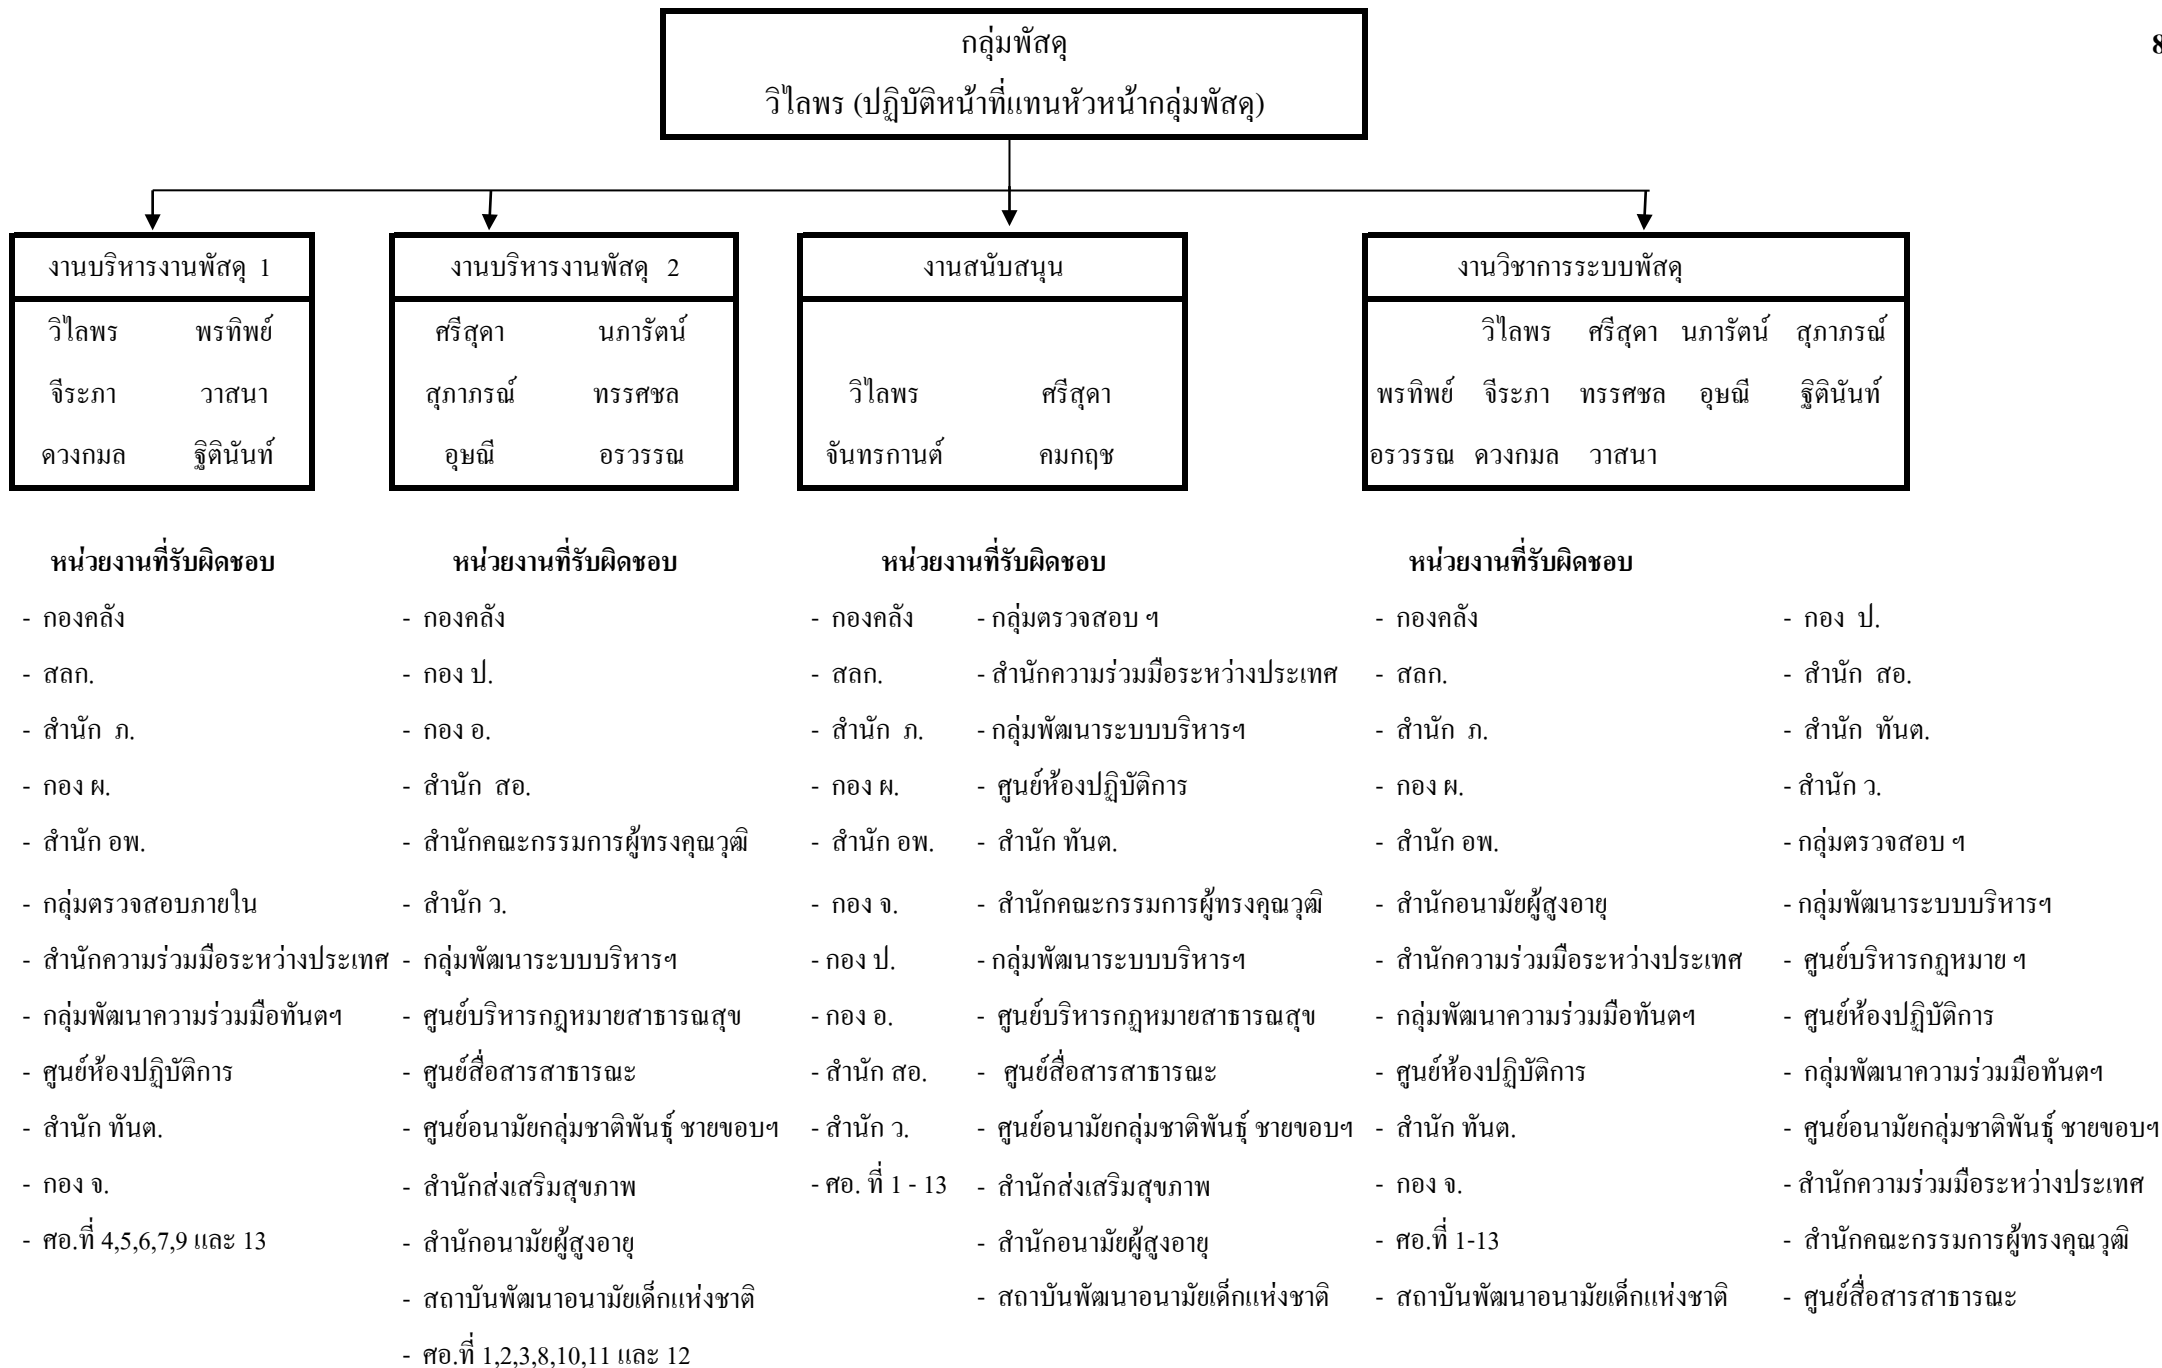 8
กลุ่มพัสดุ
วิไลพร (ปฏิบัติหน้าที่แทนหัวหน้ากลุ่มพัสดุ)
งานบริหารงานพัสดุ 1
วิไลพร พรทิพย์
จีระภา วาสนา
ดวงกมล ฐิตินันท์
งานบริหารงานพัสดุ 2
ศรีสุดา นภารัตน์
สุภาภรณ์ ทรรศชล
อุษณี อรวรรณ
งานสนับสนุน
วิไลพร ศรีสุดา
จันทรกานต์ คมกฤช
งานวิชาการระบบพัสดุ
วิไลพร ศรีสุดา นภารัตน์ สุภาภรณ์
พรทิพย์ จีระภา ทรรศชล อุษณี ฐิตินันท์
อรวรรณ ดวงกมล วาสนา
หน่วยงานที่รับผิดชอบ
- กองคลัง
- สลก.
- สำนัก ภ.
- กอง ผ.
- สำนัก อพ.
- กลุ่มตรวจสอบภายใน
- สำนักความร่วมมือระหว่างประเทศ
- กลุ่มพัฒนาความร่วมมือทันตฯ
- ศูนย์ห้องปฏิบัติการ
- สำนัก ทันต.
- กอง จ.
- ศอ.ที่ 4,5,6,7,9 และ 13
หน่วยงานที่รับผิดชอบ
- กองคลัง
- กอง ป.
- กอง อ.
- สำนัก สอ.
- สำนักคณะกรรมการผู้ทรงคุณวุฒิ
- สำนัก ว.
- กลุ่มพัฒนาระบบบริหารฯ
- ศูนย์บริหารกฎหมายสาธารณสุข
- ศูนย์สื่อสารสาธารณะ
- ศูนย์อนามัยกลุ่มชาติพันธุ์ ชายขอบฯ
- สำนักส่งเสริมสุขภาพ
- สำนักอนามัยผู้สูงอายุ
- สถาบันพัฒนาอนามัยเด็กแห่งชาติ
- ศอ.ที่ 1,2,3,8,10,11 และ 12
หน่วยงานที่รับผิดชอบ
- กองคลัง
- สลก.
- สำนัก ภ.
- กอง ผ.
- สำนัก อพ.
- กอง จ.
- กอง ป.
- กอง อ.
- สำนัก สอ.
- สำนัก ว.
- ศอ. ที่ 1 - 13
- กลุ่มตรวจสอบ ฯ
- สำนักความร่วมมือระหว่างประเทศ
- กลุ่มพัฒนาระบบบริหารฯ
- ศูนย์ห้องปฏิบัติการ
- สำนัก ทันต.
- สำนักคณะกรรมการผู้ทรงคุณวุฒิ
- กลุ่มพัฒนาระบบบริหารฯ
- ศูนย์บริหารกฎหมายสาธารณสุข
- ศูนย์สื่อสารสาธารณะ
- ศูนย์อนามัยกลุ่มชาติพันธุ์ ชายขอบฯ
- สำนักส่งเสริมสุขภาพ
- สำนักอนามัยผู้สูงอายุ
- สถาบันพัฒนาอนามัยเด็กแห่งชาติ
หน่วยงานที่รับผิดชอบ
- กองคลัง
- สลก.
- สำนัก ภ.
- กอง ผ.
- สำนัก อพ.
- สำนักอนามัยผู้สูงอายุ
- สำนักความร่วมมือระหว่างประเทศ
- กลุ่มพัฒนาความร่วมมือทันตฯ
- ศูนย์ห้องปฏิบัติการ
- สำนัก ทันต.
- กอง จ.
- ศอ.ที่ 1-13
- สถาบันพัฒนาอนามัยเด็กแห่งชาติ
- กอง ป.
- สำนัก สอ.
- สำนัก ทันต.
- สำนัก ว.
- กลุ่มตรวจสอบ ฯ
- กลุ่มพัฒนาระบบบริหารฯ
- ศูนย์บริหารกฎหมาย ฯ
- ศูนย์ห้องปฏิบัติการ
- กลุ่มพัฒนาความร่วมมือทันตฯ
- ศูนย์อนามัยกลุ่มชาติพันธุ์ ชายขอบฯ
- สำนักความร่วมมือระหว่างประเทศ
- สำนักคณะกรรมการผู้ทรงคุณวุฒิ
- ศูนย์สื่อสารสาธารณะ